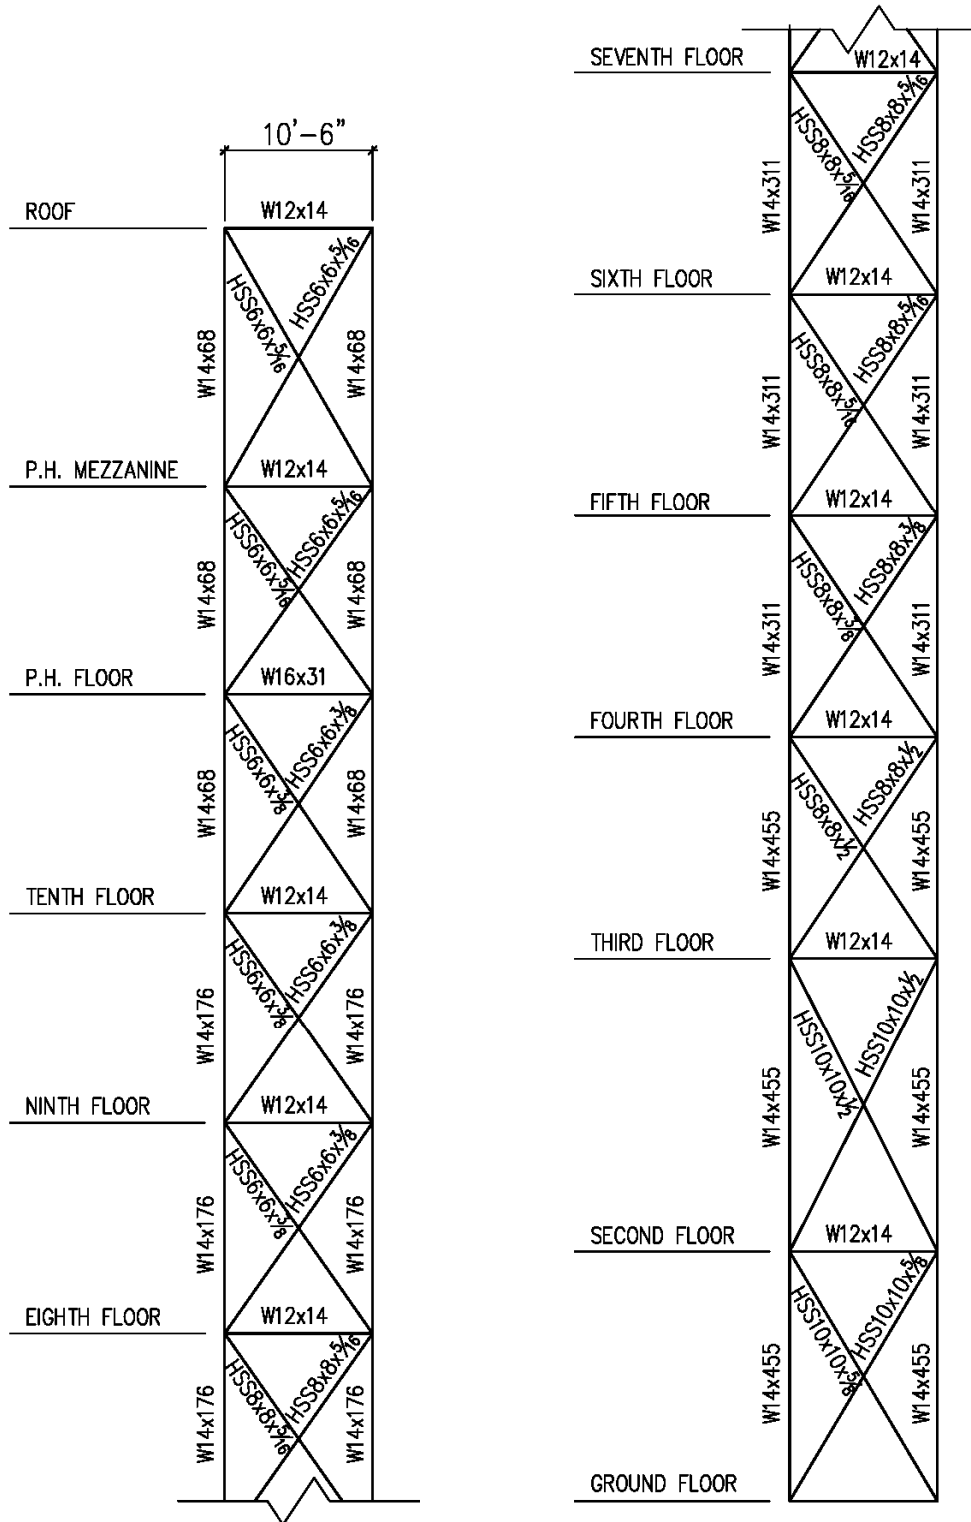 10'-6"
ROOF
W12x14
HSS6x6x5/16
HSS6x6x5/16
W14x68
W14x68
P.H. MEZZANINE
W12x14
HSS6x6x5/16
HSS6x6x5/16
W14x68
W14x68
P.H. FLOOR
W16x31
HSS6x6x3/8
HSS6x6x3/8
W14x68
W14x68
TENTH FLOOR
W12x14
HSS6x6x3/8
HSS6x6x3/8
W14x176
W14x176
NINTH FLOOR
W12x14
HSS6x6x3/8
HSS6x6x3/8
W14x176
W14x176
EIGHTH FLOOR
W12x14
HSS8x8x5/16
HSS8x8x5/16
W14x176
W14x176
SEVENTH FLOOR
W12x14
HSS8x8x5/16
HSS8x8x5/16
W14x311
W14x311
SIXTH FLOOR
W12x14
HSS8x8x5/16
HSS8x8x5/16
W14x311
W14x311
FIFTH FLOOR
W12x14
HSS8x8x3/8
HSS8x8x3/8
W14x311
W14x311
FOURTH FLOOR
W12x14
HSS8x8x1/2
HSS8x8x1/2
W14x455
W14x455
THIRD FLOOR
W12x14
HSS10x10x1/2
HSS10x10x1/2
W14x455
W14x455
SECOND FLOOR
W12x14
HSS10x10x5/8
HSS10x10x5/8
W14x455
W14x455
GROUND FLOOR